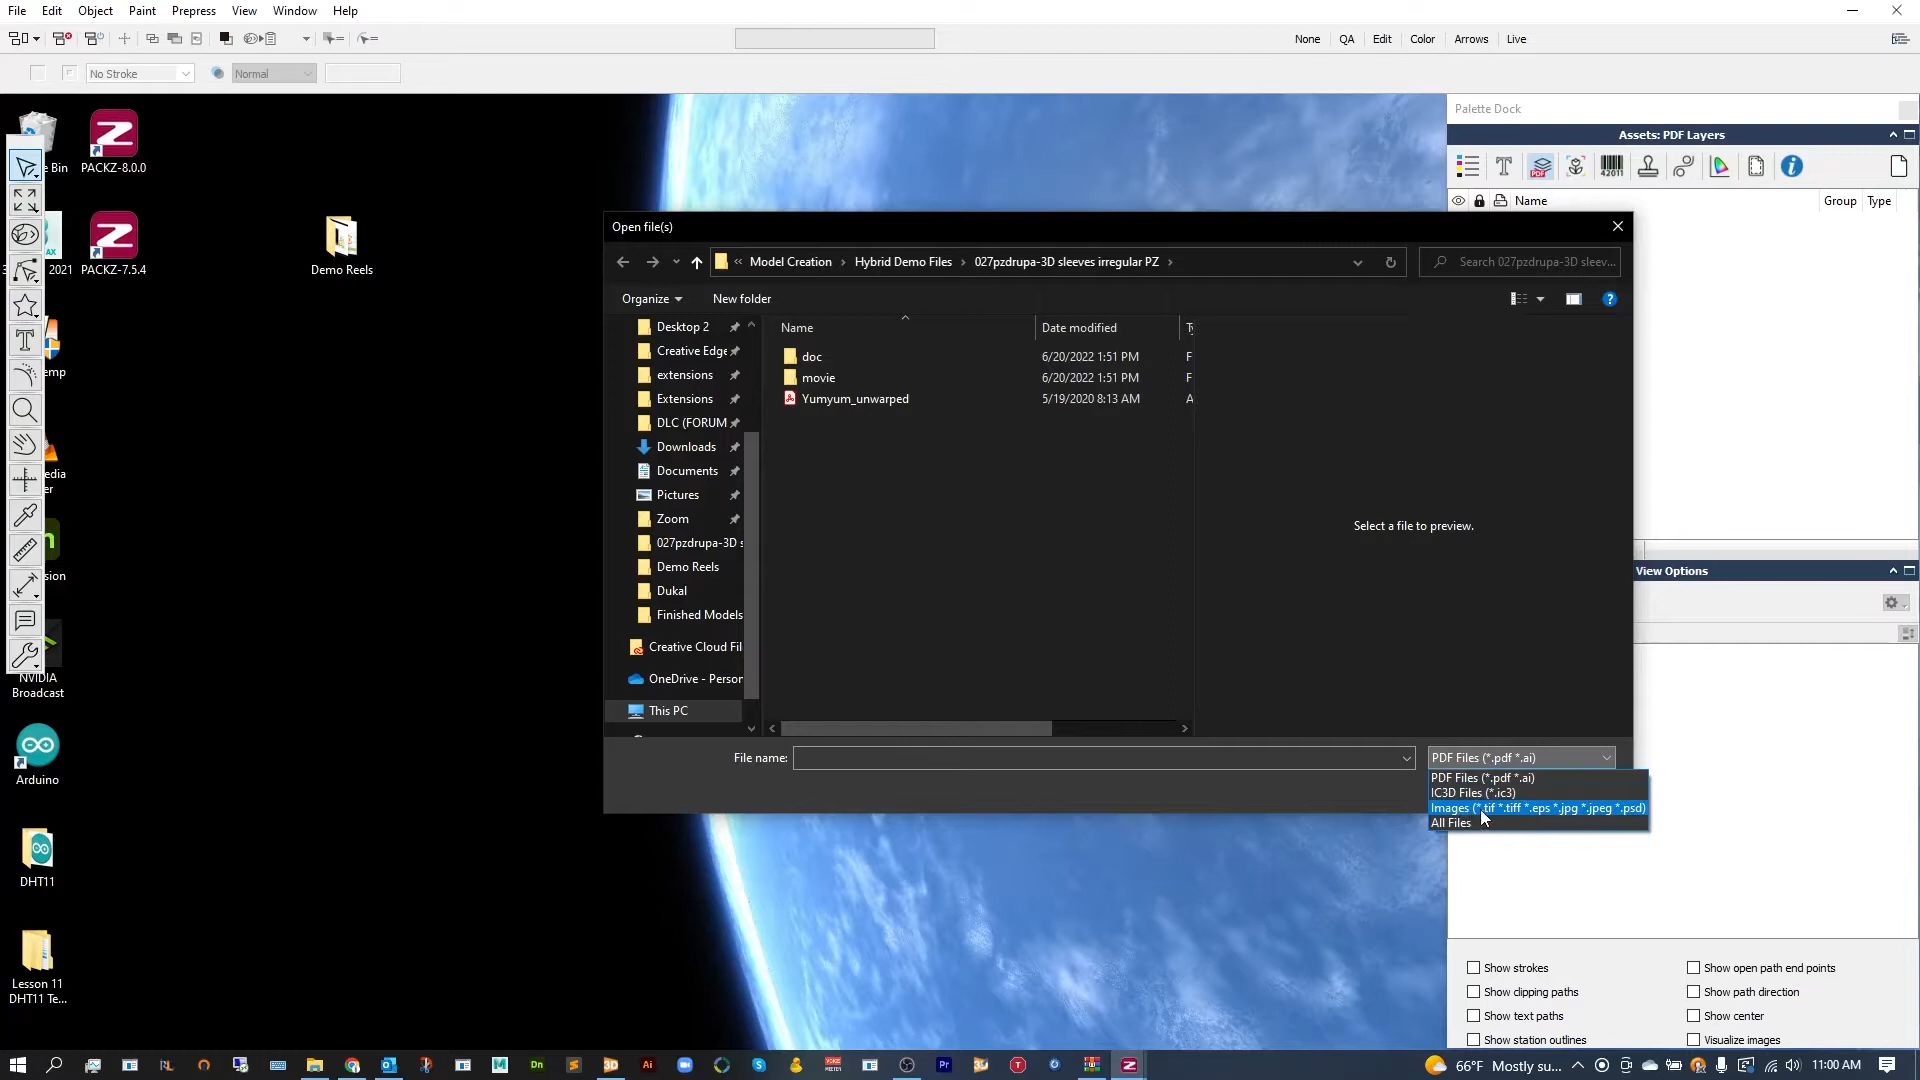 File Edit Object Paint Prepress View Window Help
None QA Edit Color Arrows Live
No Stroke Normal
Palette Dock
Assets: PDF Layers
42011
Name Group Type
e Bin PACKZ-8.0.0
AX
2021 PACKZ-7.5.4
Demo Reels
emp
edia
er
sion
NVIDIA
Broadcast
Arduino
DHT11
Lesson 11
DHT11 Te...
Open file(s)
« Model Creation › Hybrid Demo Files › 027pzdrupa-3D sleeves irregular PZ ›
Search 027pzdrupa-3D sleev...
Organize New folder
Desktop 2
Creative Edge
extensions
Extensions
DLC (FORUM
Downloads
Documents
Pictures
Zoom
027pzdrupa-3D s
Demo Reels
Dukal
Finished Models
Creative Cloud Fil
OneDrive - Person
This PC
Name Date modified Ty
doc 6/20/2022 1:51 PM F
movie 6/20/2022 1:51 PM F
Yumyum_unwarped 5/19/2020 8:13 AM A
Select a file to preview.
File name: PDF Files (*.pdf *.ai)
PDF Files (*.pdf *.ai)
IC3D Files (*.ic3)
Images (*.tif *.tiff *.eps *.jpg *.jpeg *.psd)
All Files
View Options
Show strokes Show open path end points
Show clipping paths Show path direction
Show text paths Show center
Show station outlines Visualize images
66°F Mostly su... 11:00 AM